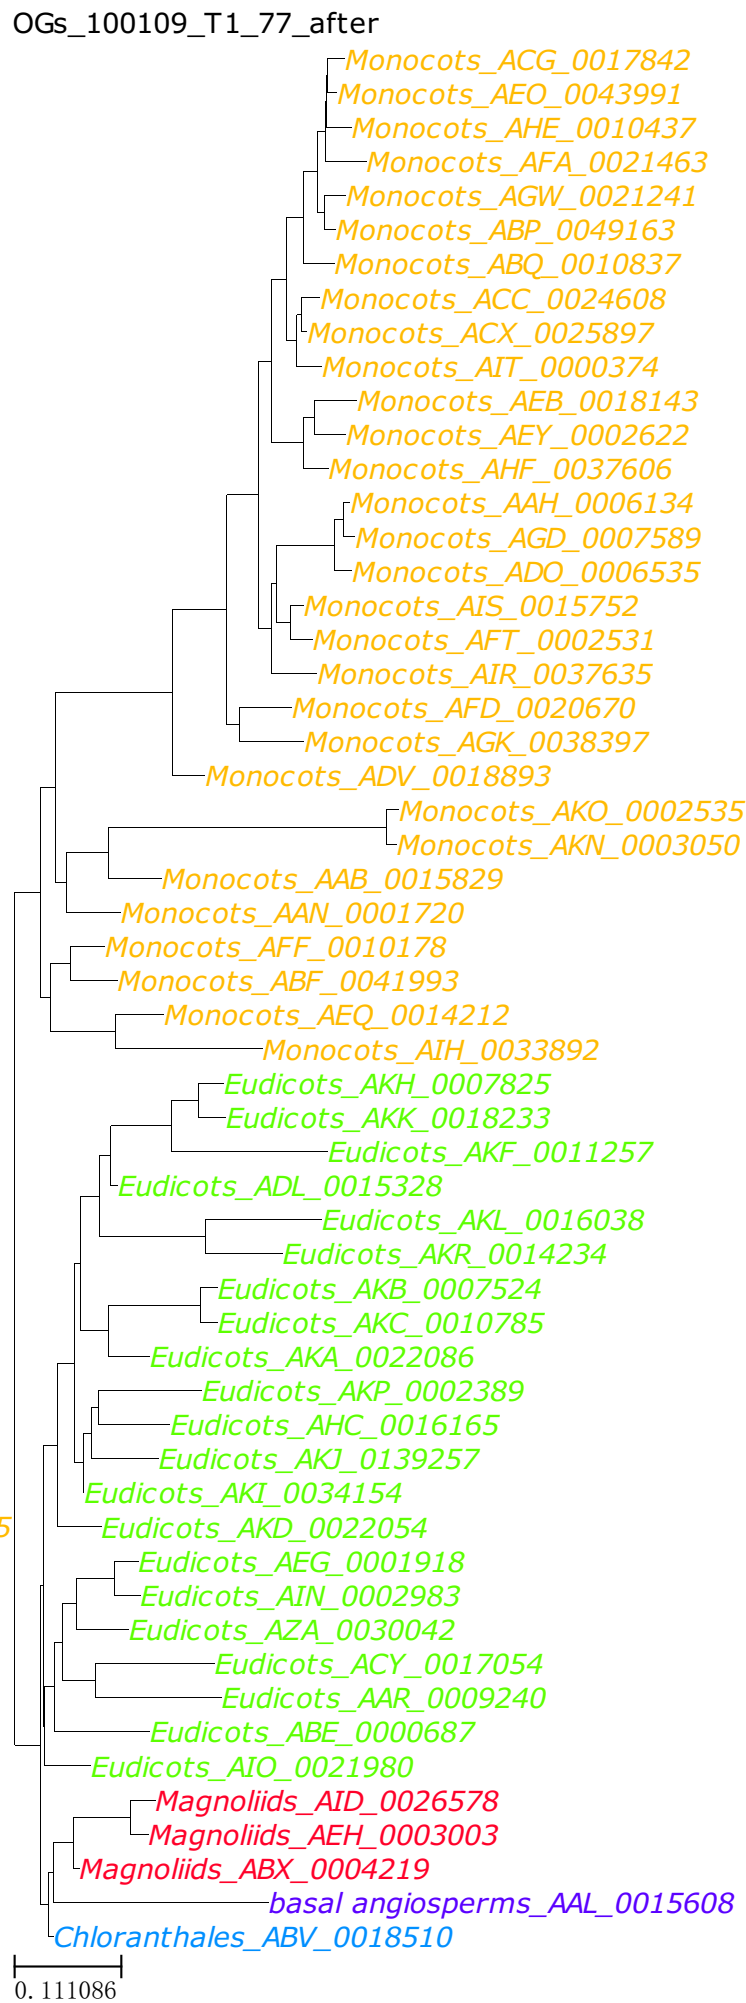 OGs_100109_T1_77_after
Monocots_ACG_0017842
Monocots_AEO_0043991
Monocots_AHE_0010437
Monocots_AFA_0021463
Monocots_AGW_0021241
Monocots_ABP_0049163
Monocots_ABQ_0010837
Monocots_ACC_0024608
Monocots_ACX_0025897
Monocots_AIT_0000374
Monocots_AEB_0018143
Monocots_AEY_0002622
Monocots_AHF_0037606
Monocots_AAH_0006134
Monocots_AGD_0007589
Monocots_ADO_0006535
Monocots_AIS_0015752
Monocots_AFT_0002531
Monocots_AIR_0037635
Monocots_AFD_0020670
Monocots_AGK_0038397
Monocots_ADV_0018893
Monocots_AKO_0002535
Monocots_AKN_0003050
Monocots_AAB_0015829
Monocots_AAN_0001720
Monocots_AFF_0010178
Monocots_ABF_0041993
Monocots_AEQ_0014212
Monocots_AIH_0033892
Eudicots_AKH_0007825
Eudicots_AKK_0018233
Eudicots_AKF_0011257
Eudicots_ADL_0015328
Eudicots_AKL_0016038
Eudicots_AKR_0014234
Eudicots_AKB_0007524
Eudicots_AKC_0010785
Eudicots_AKA_0022086
Eudicots_AKP_0002389
Eudicots_AHC_0016165
Eudicots_AKJ_0139257
Eudicots_AKI_0034154
5 Eudicots_AKD_0022054
Eudicots_AEG_0001918
Eudicots_AIN_0002983
Eudicots_AZA_0030042
Eudicots_ACY_0017054
Eudicots_AAR_0009240
Eudicots_ABE_0000687
Eudicots_AIO_0021980
Magnoliids_AID_0026578
Magnoliids_AEH_0003003
Magnoliids_ABX_0004219
basal angiosperms_AAL_0015608
Chloranthales_ABV_0018510
0.111086